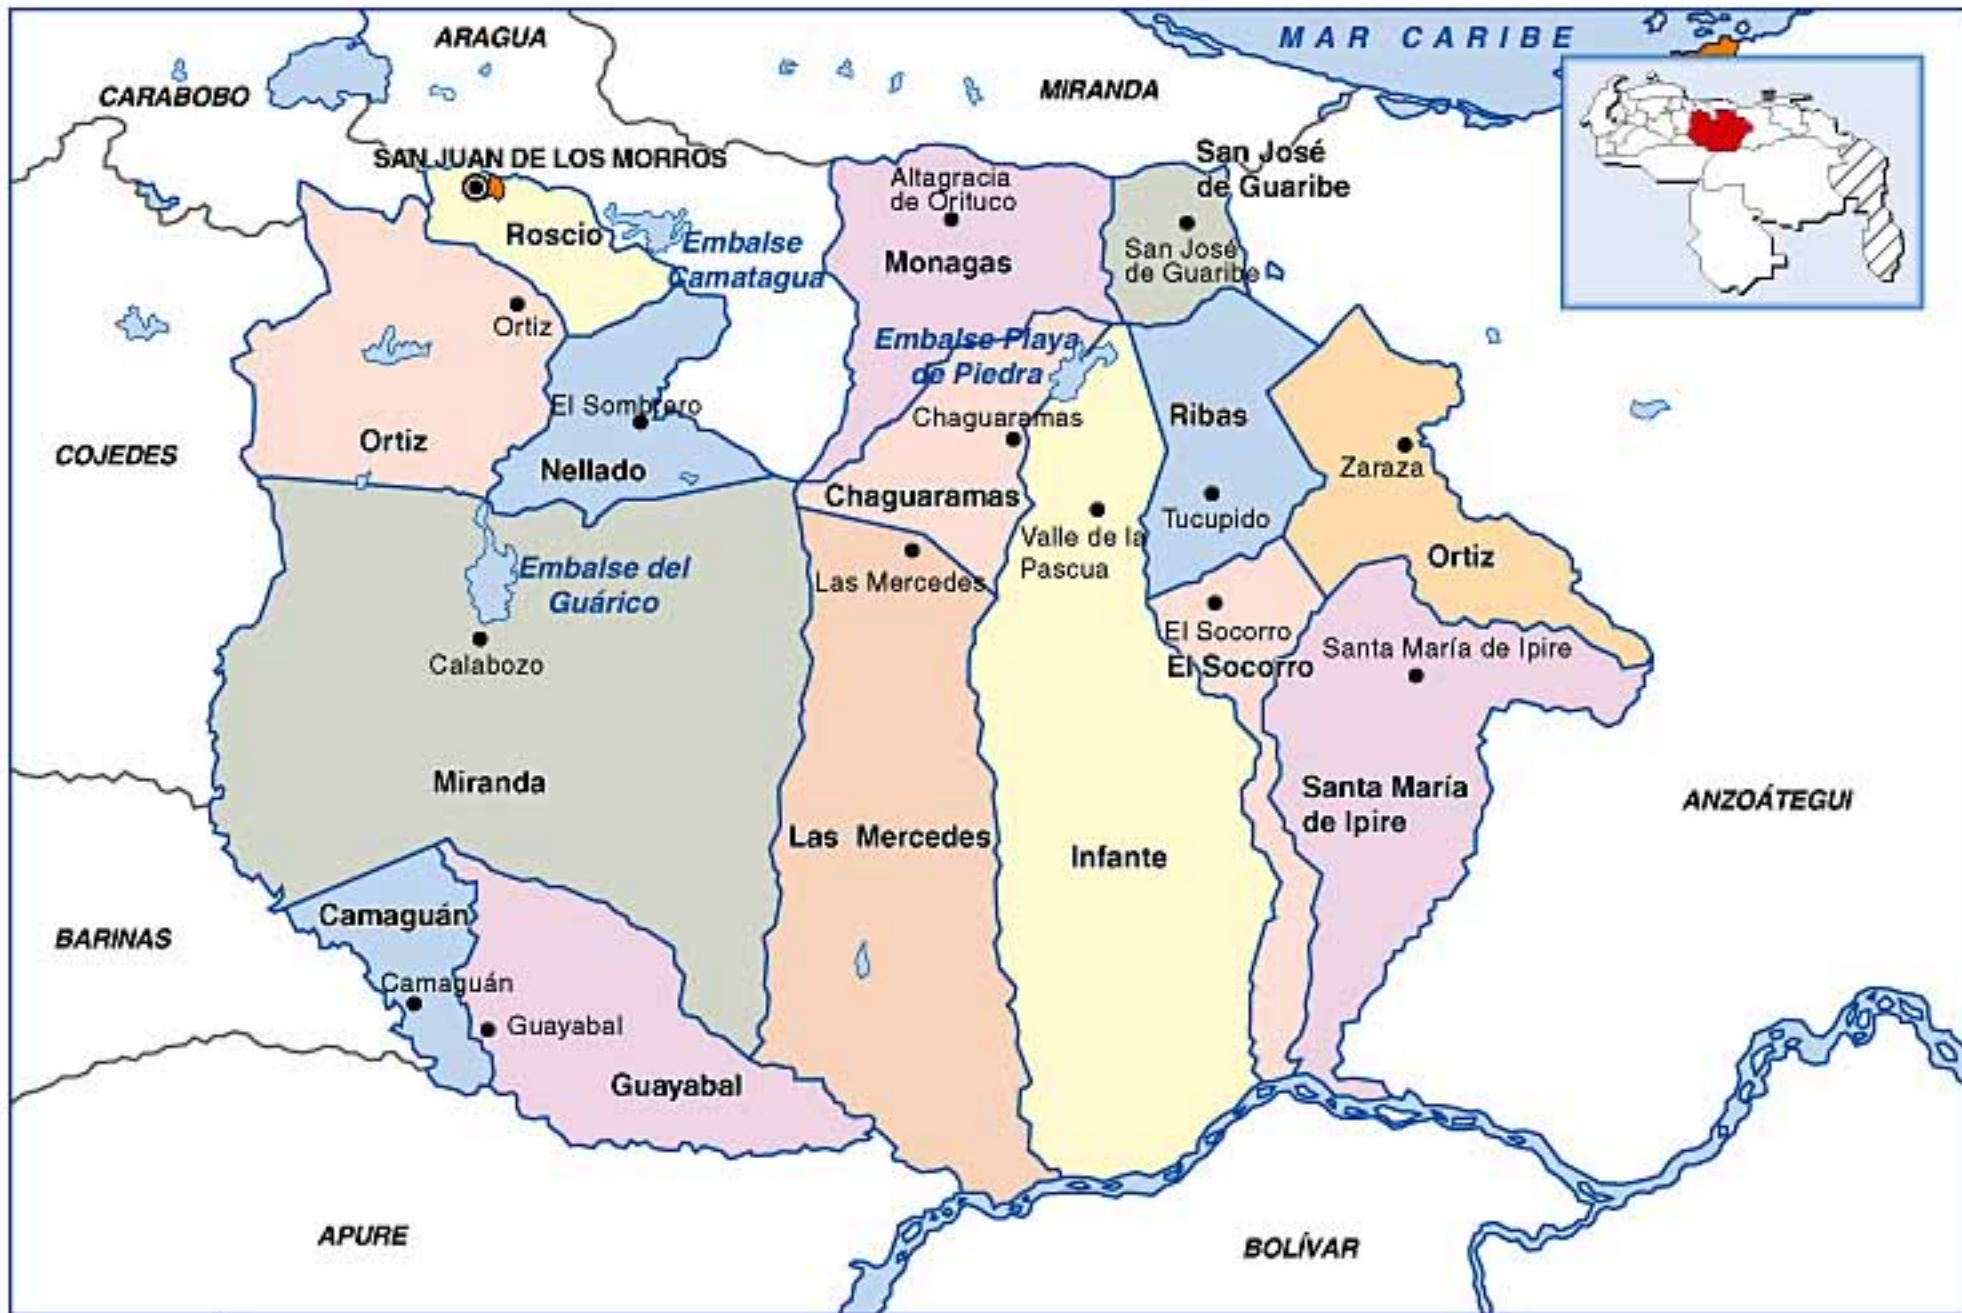 ARAGUA
MAR CARIBE
CARABOBO
MIRANDA
SAN JUAN DE LOS MORROS
San José
de Guaribe
Altagracia
de Orituco
Roscio
Embalse
Camatagua
Monagas
San José
de Guaribe
Ortiz
Embalse Playa
de Piedra
El Sombrero
Chaguaramas
Ribas
Ortiz
COJEDES
Nellado
Zaraza
Chaguaramas
Tucupido
Valle de la
Pascua
Ortiz
Embalse del
Guárico
Las Mercedes
El Socorro
Santa María de Ipire
Calabozo
El Socorro
Miranda
Santa María
de Ipire
ANZOÁTEGUI
Las Mercedes
Infante
Camaguán
BARINAS
Camaguán
Guayabal
Guayabal
APURE
BOLÍVAR